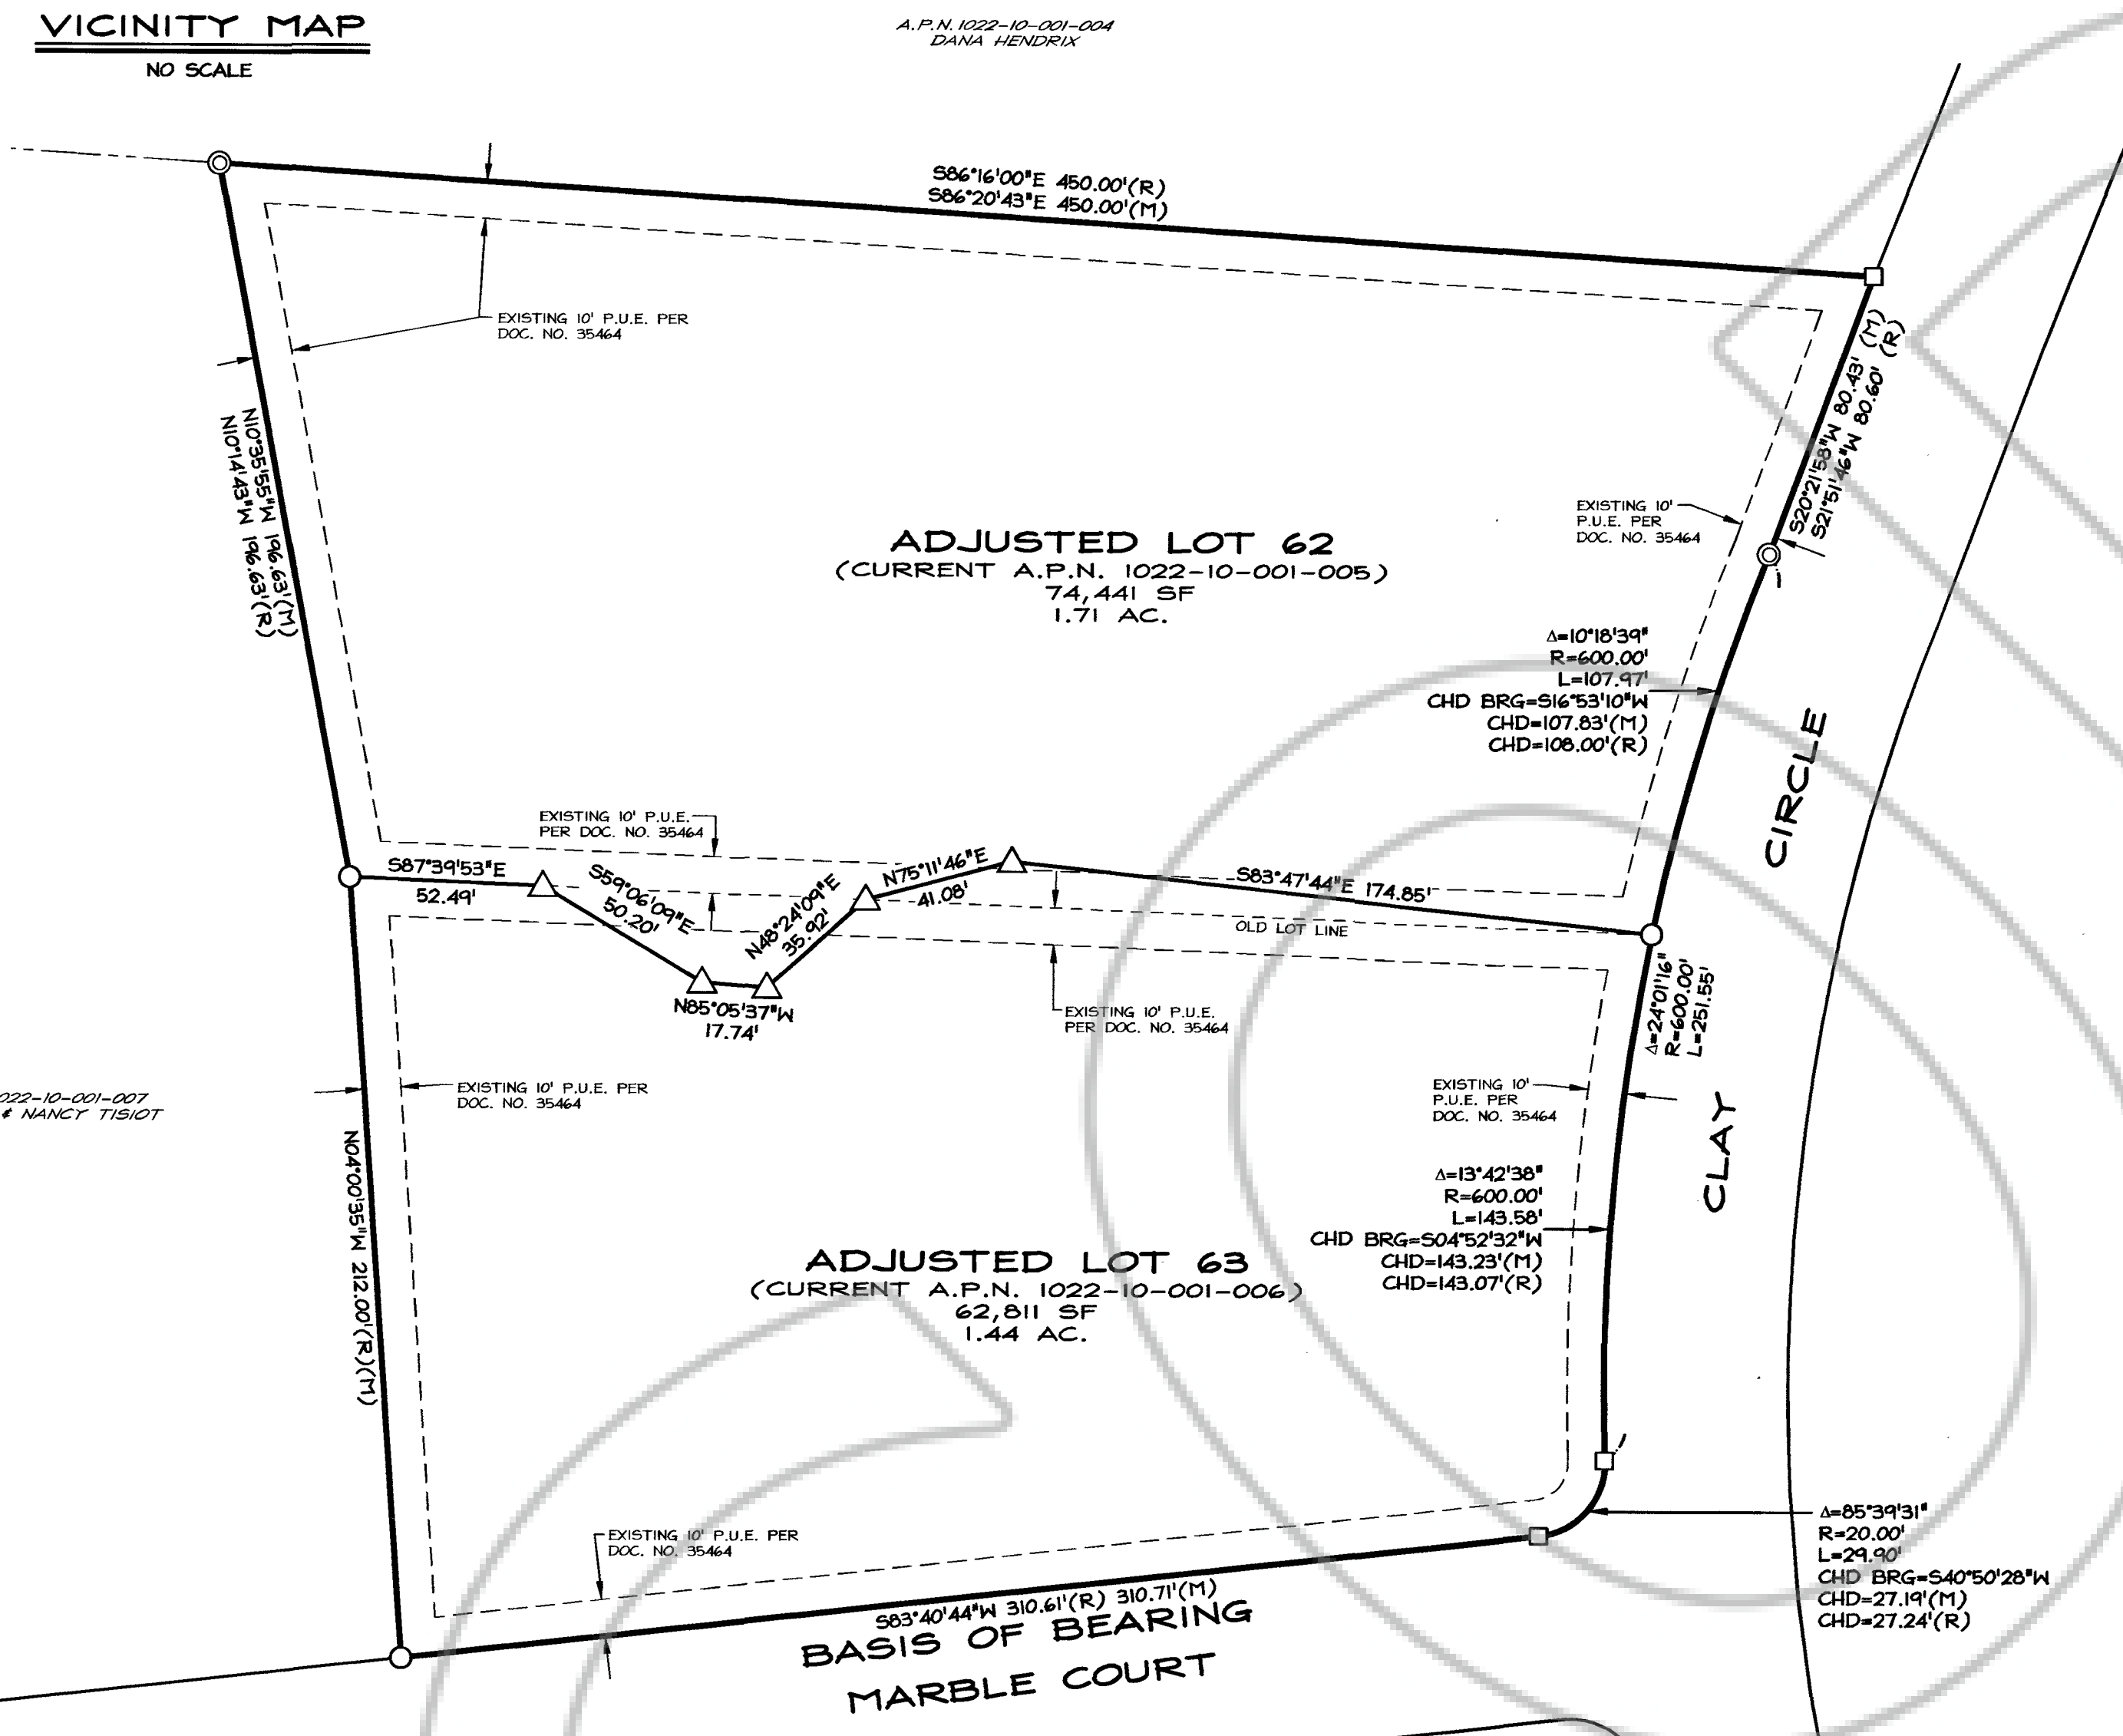 VICINITY MAP
NO SCALE
A.P.N. 1022-10-001-004
DANA HENDRIX
S86°16'00"E 450.00'(R)
S86°20'43"E 450.00'(M)
EXISTING 10' P.U.E. PER
DOC. NO. 35464
N10°35'55"W 196.63'(M)
N10°14'43"W 196.63'(R)
S20°21'58"W 80.43' (M)
S21°51'46"W 80.60' (R)
EXISTING 10'
P.U.E. PER
DOC. NO. 35464
ADJUSTED LOT 62
(CURRENT A.P.N. 1022-10-001-005)
74,441 SF
1.71 AC.
Δ=10°18'39"
R=600.00'
L=107.97'
CHD BRG=S16°53'10"W
CHD=107.83'(M)
CHD=108.00'(R)
CLAY CIRCLE
EXISTING 10' P.U.E.
PER DOC. NO. 35464
S87°39'53"E
52.49'
S59°06'09"E
50.20'
N85°05'37"W
17.74'
N48°24'09"E
35.92'
N75°11'46"E
41.08'
S83°47'44"E 174.85'
OLD LOT LINE
EXISTING 10' P.U.E.
PER DOC. NO. 35464
Δ=24°01'16"
R=600.00'
L=251.55'
022-10-001-007
& NANCY TISIOT
EXISTING 10' P.U.E. PER
DOC. NO. 35464
EXISTING 10'
P.U.E. PER
DOC. NO. 35464
N04°00'35"W 212.00'(R)(M)
Δ=13°42'38"
R=600.00'
L=143.58'
CHD BRG=S04°52'32"W
CHD=143.23'(M)
CHD=143.07'(R)
ADJUSTED LOT 63
(CURRENT A.P.N. 1022-10-001-006)
62,811 SF
1.44 AC.
EXISTING 10' P.U.E. PER
DOC. NO. 35464
Δ=85°39'31"
R=20.00'
L=29.90'
CHD BRG=S40°50'28"W
CHD=27.19'(M)
CHD=27.24'(R)
S83°40'44"W 310.61'(R) 310.71'(M)
BASIS OF BEARING
MARBLE COURT